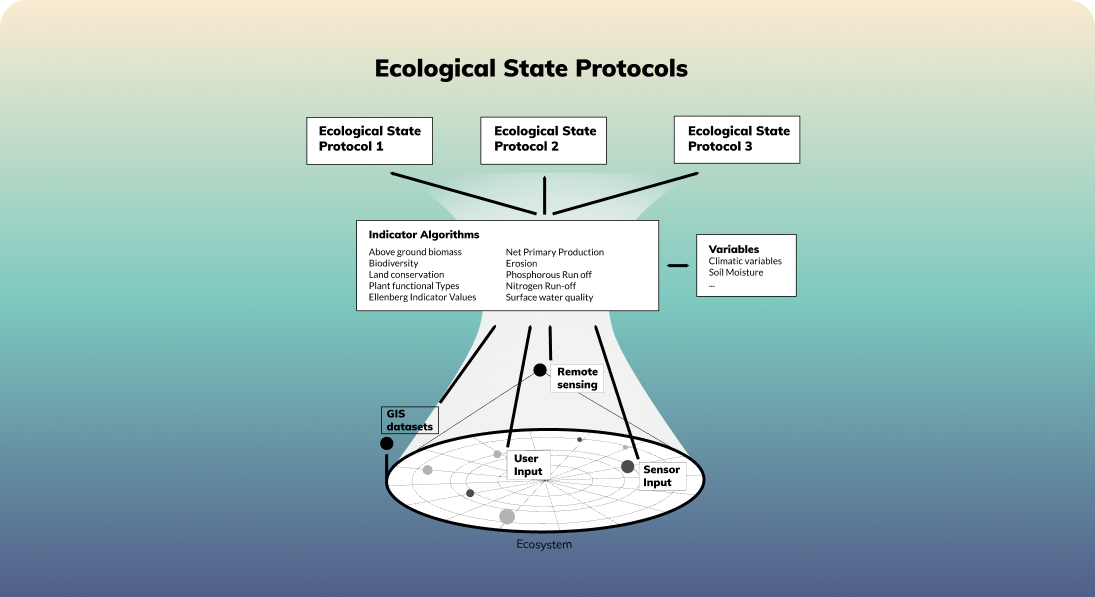 Ecological State Protocols
Ecological State
Protocol 1
Ecological State
Protocol 2
Ecological State
Protocol 3
Indicator Algorithms
Above ground biomass
Biodiversity
Land conservation
Plant functional Types
Ellenberg Indicator Values
Net Primary Production
Erosion
Phosphorous Run off
Nitrogen Run-off
Surface water quality
Variables
Climatic variables
Soil Moisture
...
Remote
sensing
GIS
datasets
User
Input
Sensor
Input
Ecosystem